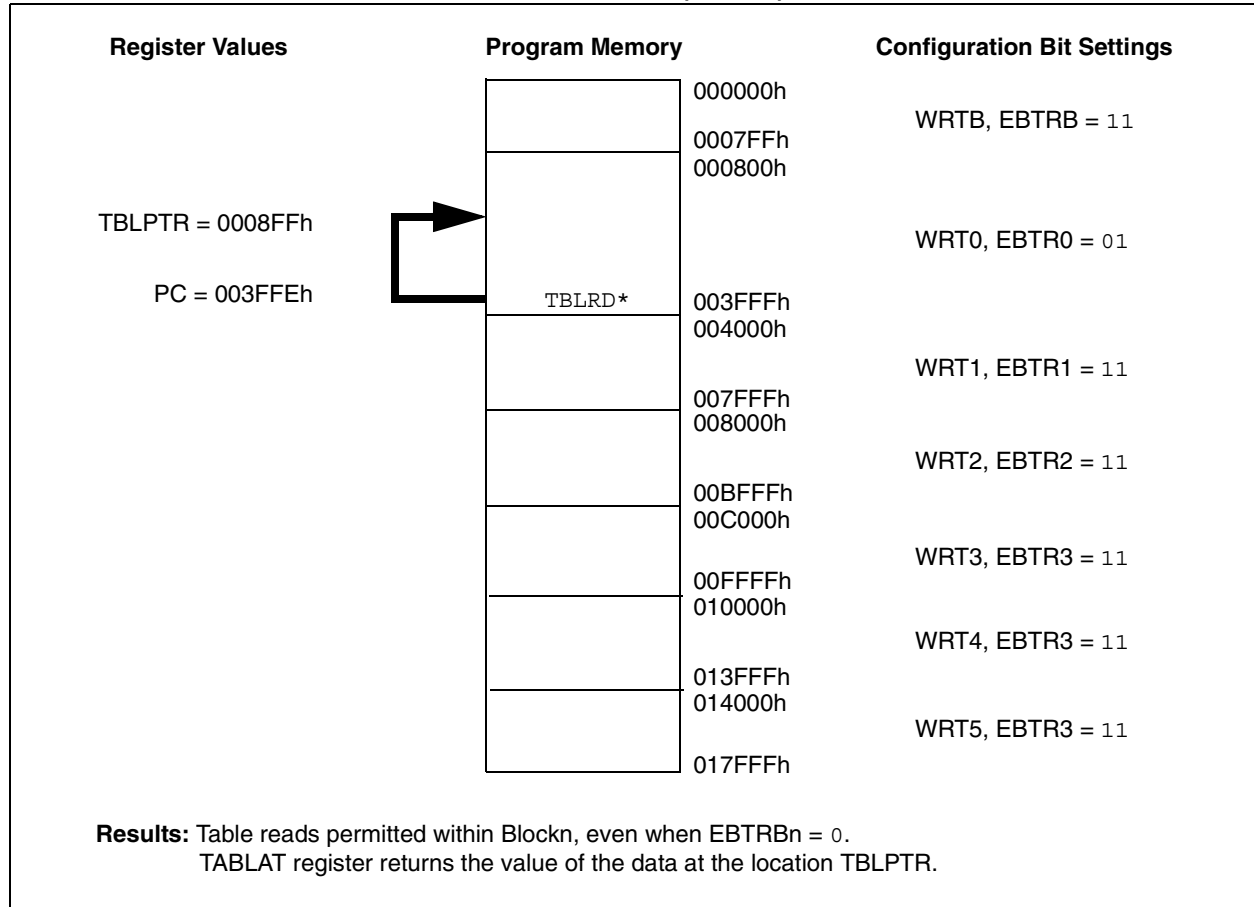 Register Values Program Memory Configuration Bit Settings
000000h
WRTB, EBTRB = 11
0007FFh
000800h
TBLPTR = 0008FFh
WRT0, EBTR0 = 01
PC = 003FFEh
TBLRD* 003FFFh
004000h
WRT1, EBTR1 = 11
007FFFh
008000h
WRT2, EBTR2 = 11
00BFFFh
00C000h
WRT3, EBTR3 = 11
00FFFFh
010000h
WRT4, EBTR3 = 11
013FFFh
014000h
WRT5, EBTR3 = 11
017FFFh
Results: Table reads permitted within Blockn, even when EBTRBn = 0.
TABLAT register returns the value of the data at the location TBLPTR.